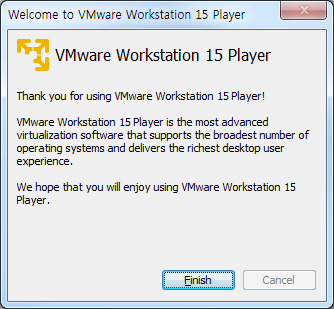 Welcome to VMware Workstation 15 Player
VMware Workstation 15 Player
Thank you for using VMware Workstation 15 Player!
VMware Workstation 15 Player is the most advanced
virtualization software that supports the broadest number of
operating systems and delivers the richest desktop user
experience.
We hope that you will enjoy using VMware Workstation 15
Player.
Finish
Cancel